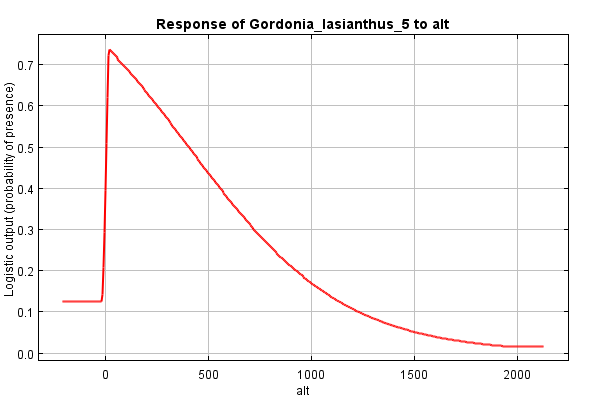 Response of Gordonia_lasianthus_5 to alt
Logistic output (probability of presence)
0.7
0.6
0.5
0.4
0.3
0.2
0.1
0.0
0 500 1000 1500 2000
alt